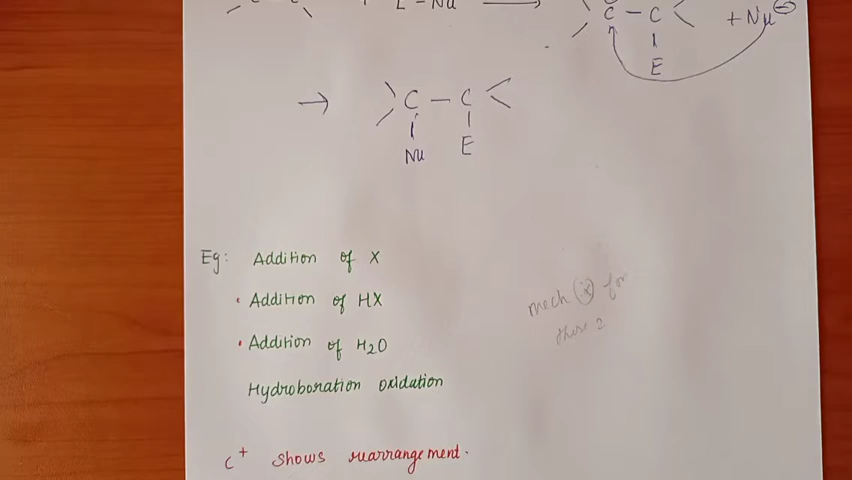 E - Nu →
C - C + Nu⊖
E
→ C - C
Nu E
Eg: Addition of X
• Addition of HX
• Addition of H2O
Hydroboration oxidation
mech for
these 2
C+ shows rearrangement.